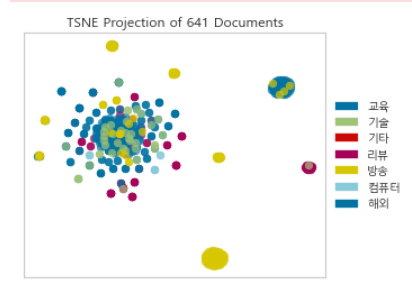 TSNE Projection of 641 Documents
교육
기술
기타
리뷰
방송
컴퓨터
해외